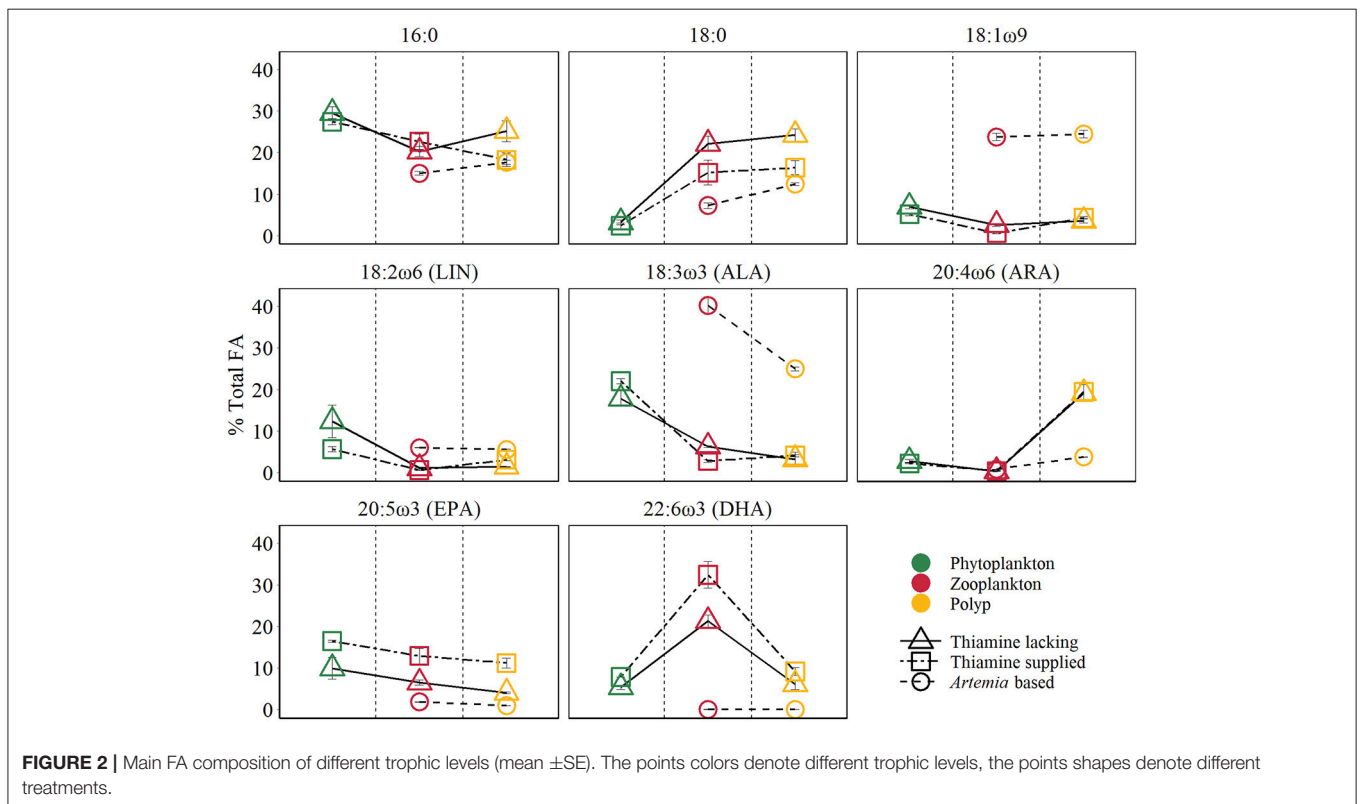 16:0 18:0 18:1ω9
40
30
20
10
0
18:2ω6 (LIN) 18:3ω3 (ALA) 20:4ω6 (ARA)
40
30
20
10
0
% Total FA
20:5ω3 (EPA) 22:6ω3 (DHA)
40
30
20
10
0
Phytoplankton
Zooplankton
Polyp
Thiamine lacking
Thiamine supplied
Artemia based
FIGURE 2 | Main FA composition of different trophic levels (mean ±SE). The points colors denote different trophic levels, the points shapes denote different
treatments.